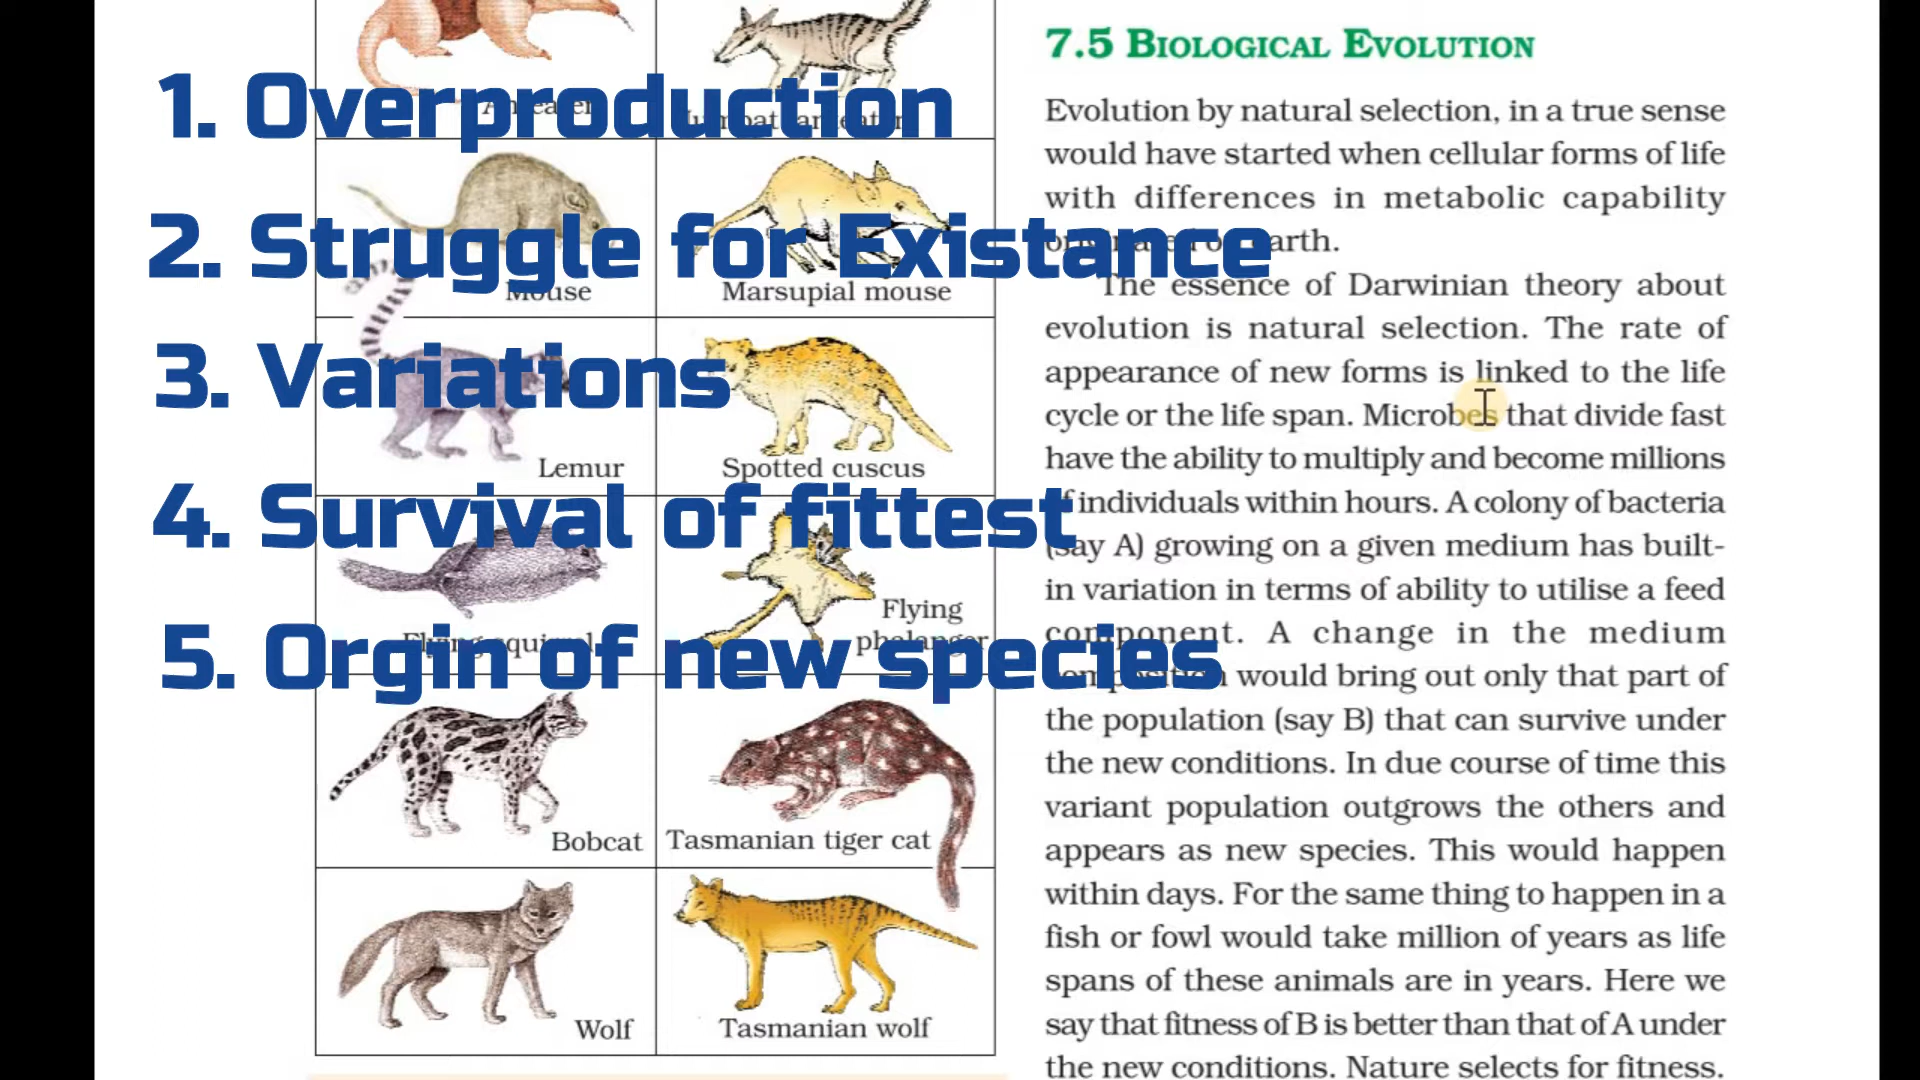 1. Overproduction
2. Struggle for Existance
3. Variations
4. Survival of fittest
5. Orgin of new species
Mouse
Marsupial mouse
Lemur
Spotted cuscus
Flying squirrel
Flying
phalanger
Bobcat
Tasmanian tiger cat
Wolf
Tasmanian wolf
7.5 BIOLOGICAL EVOLUTION
Evolution by natural selection, in a true sense
would have started when cellular forms of life
with differences in metabolic capability
originated on earth.
The essence of Darwinian theory about
evolution is natural selection. The rate of
appearance of new forms is linked to the life
cycle or the life span. Microbes that divide fast
have the ability to multiply and become millions
of individuals within hours. A colony of bacteria
(say A) growing on a given medium has built-
in variation in terms of ability to utilise a feed
component. A change in the medium
composition would bring out only that part of
the population (say B) that can survive under
the new conditions. In due course of time this
variant population outgrows the others and
appears as new species. This would happen
within days. For the same thing to happen in a
fish or fowl would take million of years as life
spans of these animals are in years. Here we
say that fitness of B is better than that of A under
the new conditions. Nature selects for fitness.